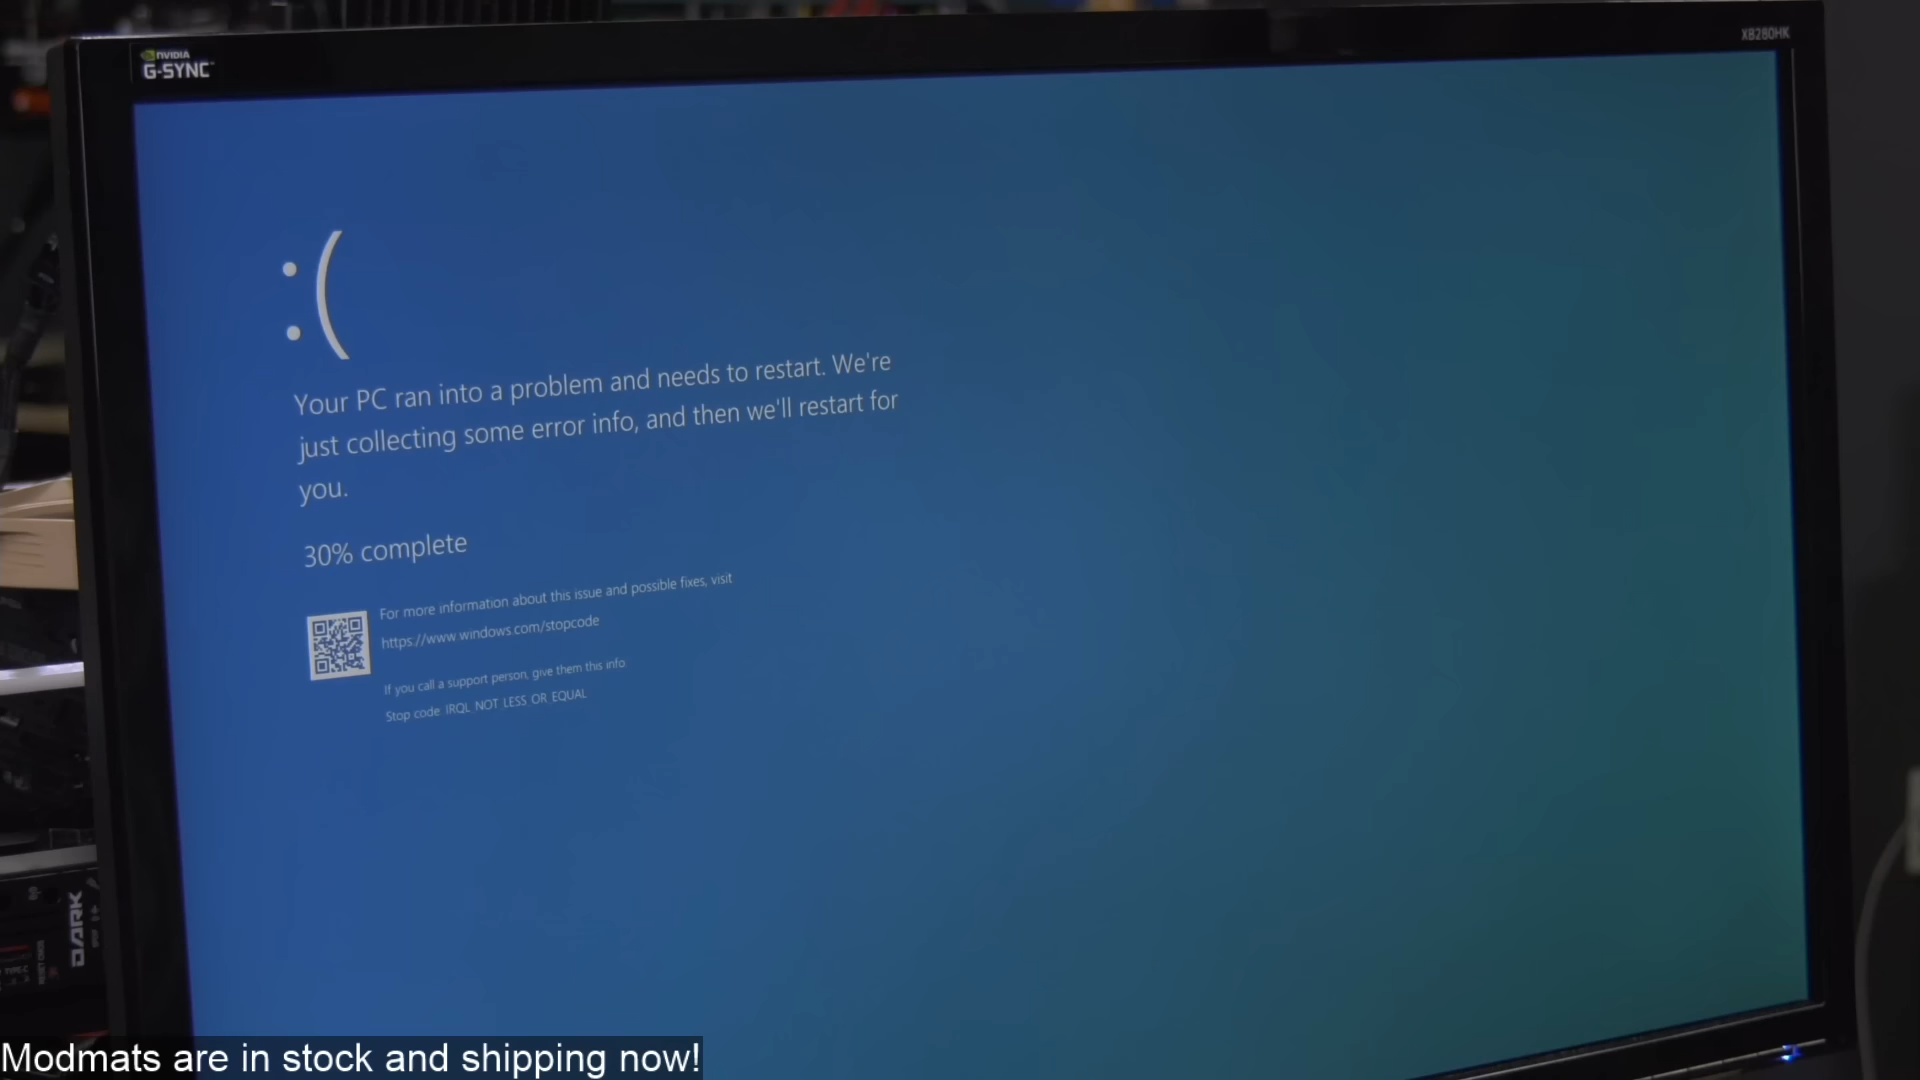 NVIDIA
G-SYNC
XB280HK
:(
Your PC ran into a problem and needs to restart. We're
just collecting some error info, and then we'll restart for
you.
30% complete
For more information about this issue and possible fixes, visit
https://www.windows.com/stopcode
If you call a support person, give them this info
Stop code IRQL NOT LESS OR EQUAL
DARK
RESET CMOS
TYPE-C
Modmats are in stock and shipping now!